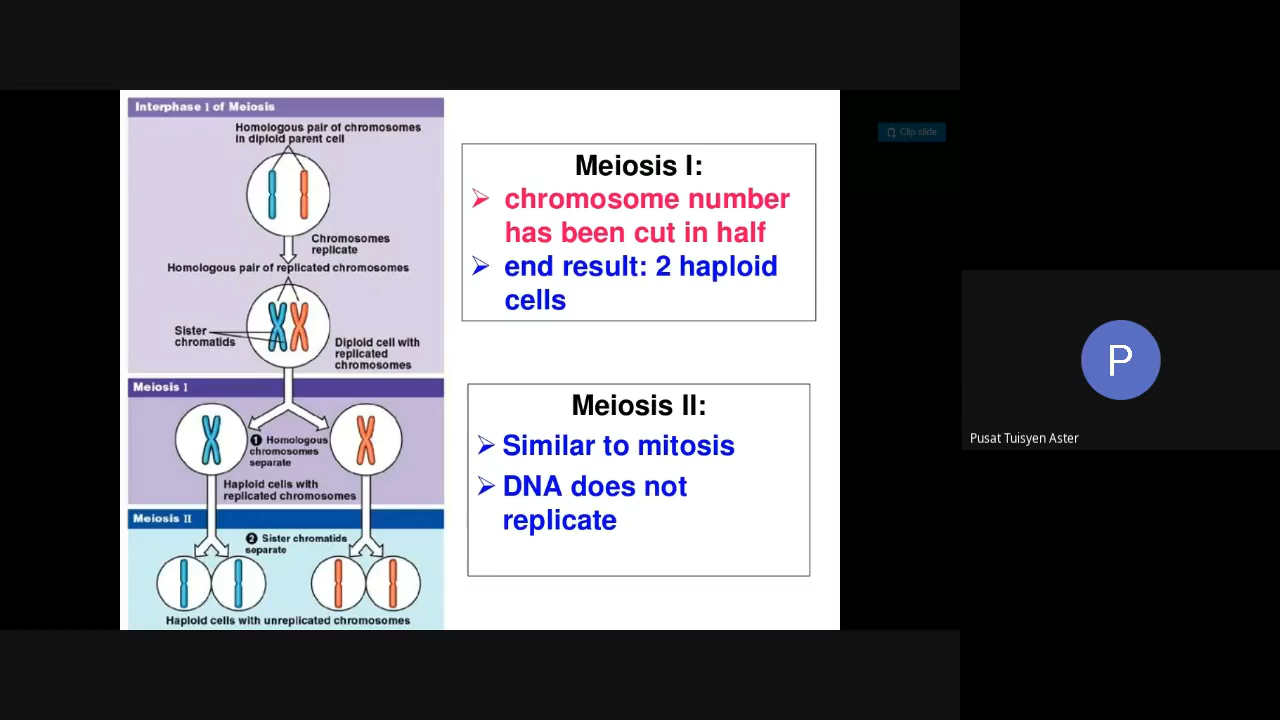 Interphase I of Meiosis
Homologous pair of chromosomes
in diploid parent cell
Chromosomes
replicate
Homologous pair of replicated chromosomes
Sister
chromatids
Diploid cell with
replicated
chromosomes
Meiosis I
1 Homologous
chromosomes
separate
Haploid cells with
replicated chromosomes
Meiosis II
2 Sister chromatids
separate
Haploid cells with unreplicated chromosomes
Meiosis I:
➢ chromosome number
has been cut in half
➢ end result: 2 haploid
cells
Meiosis II:
➢ Similar to mitosis
➢ DNA does not
replicate
Clip slide
P
Pusat Tuisyen Aster